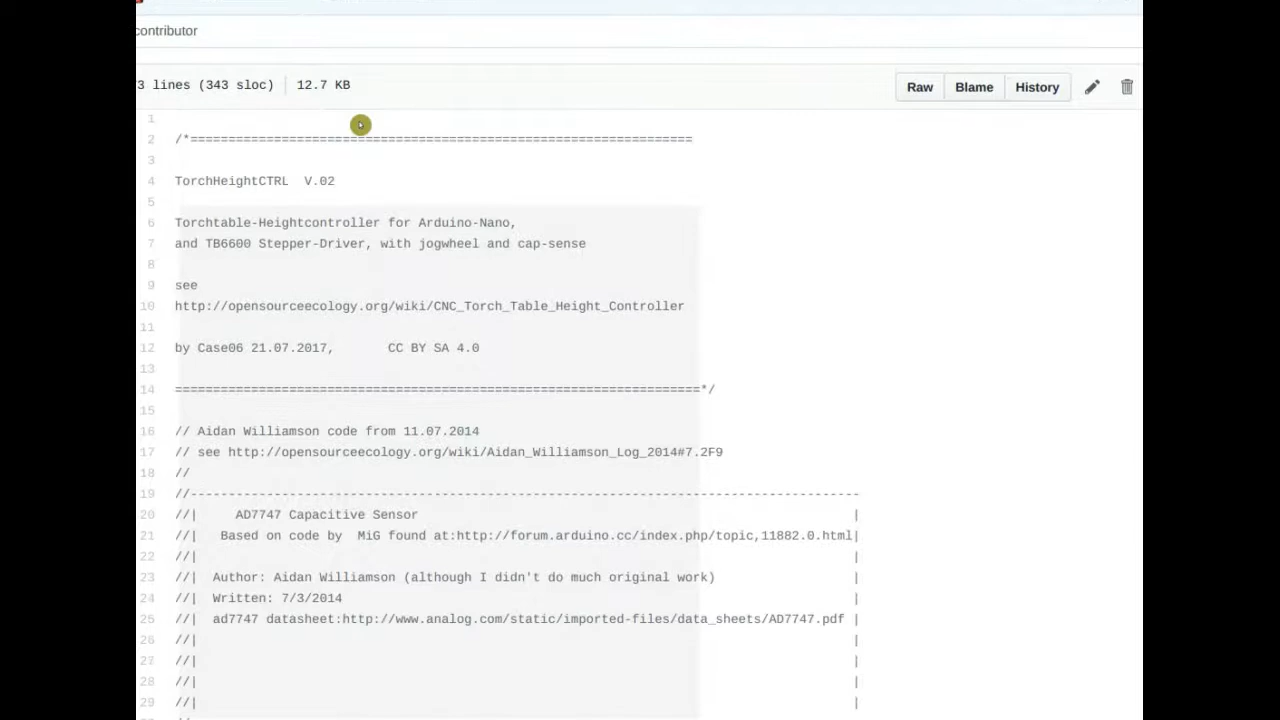 contributor
3 lines (343 sloc) 12.7 KB Raw Blame History
1
2 /*==================================================================
3
4 TorchHeightCTRL V.02
5
6 Torchtable-Heightcontroller for Arduino-Nano,
7 and TB6600 Stepper-Driver, with jogwheel and cap-sense
8
9 see
10 http://opensourceecology.org/wiki/CNC_Torch_Table_Height_Controller
11
12 by Case06 21.07.2017, CC BY SA 4.0
13
14 =====================================================================*/
15
16 // Aidan Williamson code from 11.07.2014
17 // see http://opensourceecology.org/wiki/Aidan_Williamson_Log_2014#7.2F9
18 //
19 //----------------------------------------------------------------------------------------
20 //| AD7747 Capacitive Sensor |
21 //| Based on code by MiG found at:http://forum.arduino.cc/index.php/topic,11882.0.html|
22 //| |
23 //| Author: Aidan Williamson (although I didn't do much original work) |
24 //| Written: 7/3/2014 |
25 //| ad7747 datasheet:http://www.analog.com/static/imported-files/data_sheets/AD7747.pdf |
26 //| |
27 //| |
28 //| |
29 //| |